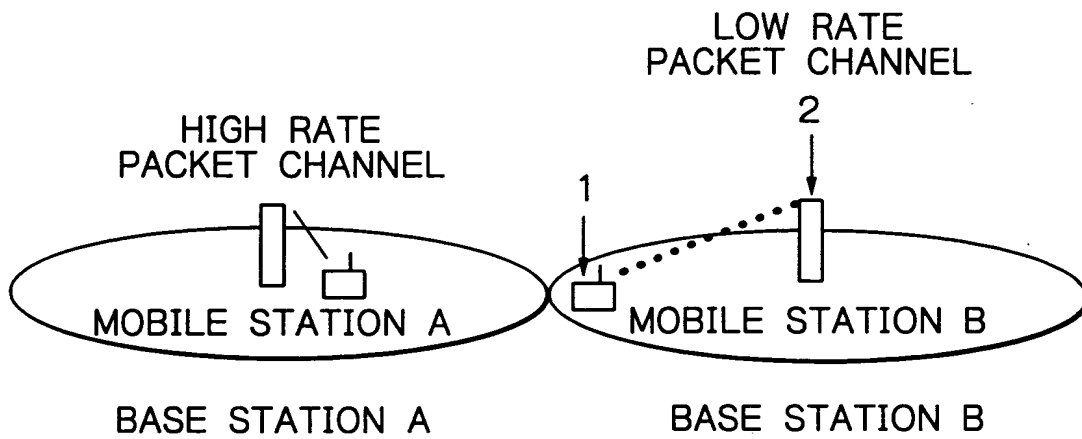 LOW RATE
PACKET CHANNEL
2
HIGH RATE
PACKET CHANNEL
1
MOBILE STATION A
MOBILE STATION B
BASE STATION A
BASE STATION B